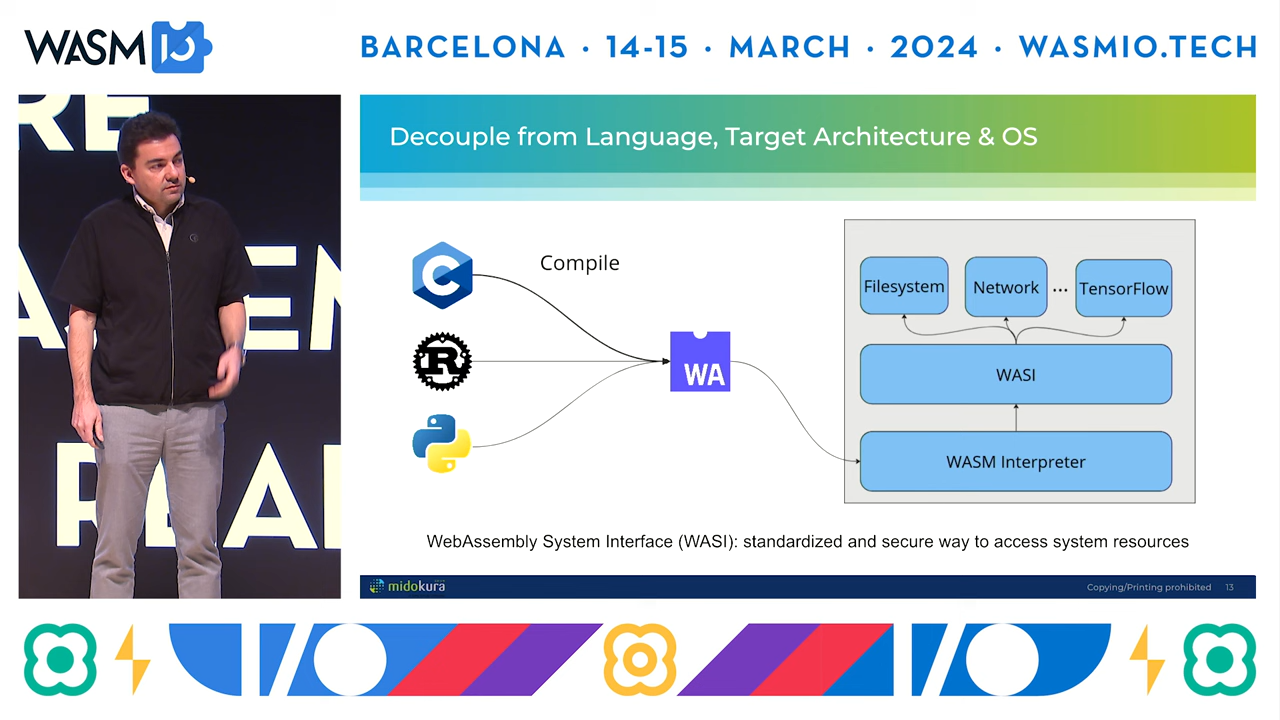 WASM IO
BARCELONA · 14-15 · MARCH · 2024 · WASMIO.TECH
Decouple from Language, Target Architecture & OS
C
Compile
R
WA
Filesystem
Network
...
TensorFlow
WASI
WASM Interpreter
WebAssembly System Interface (WASI): standardized and secure way to access system resources
midokura
Copying/Printing prohibited 13